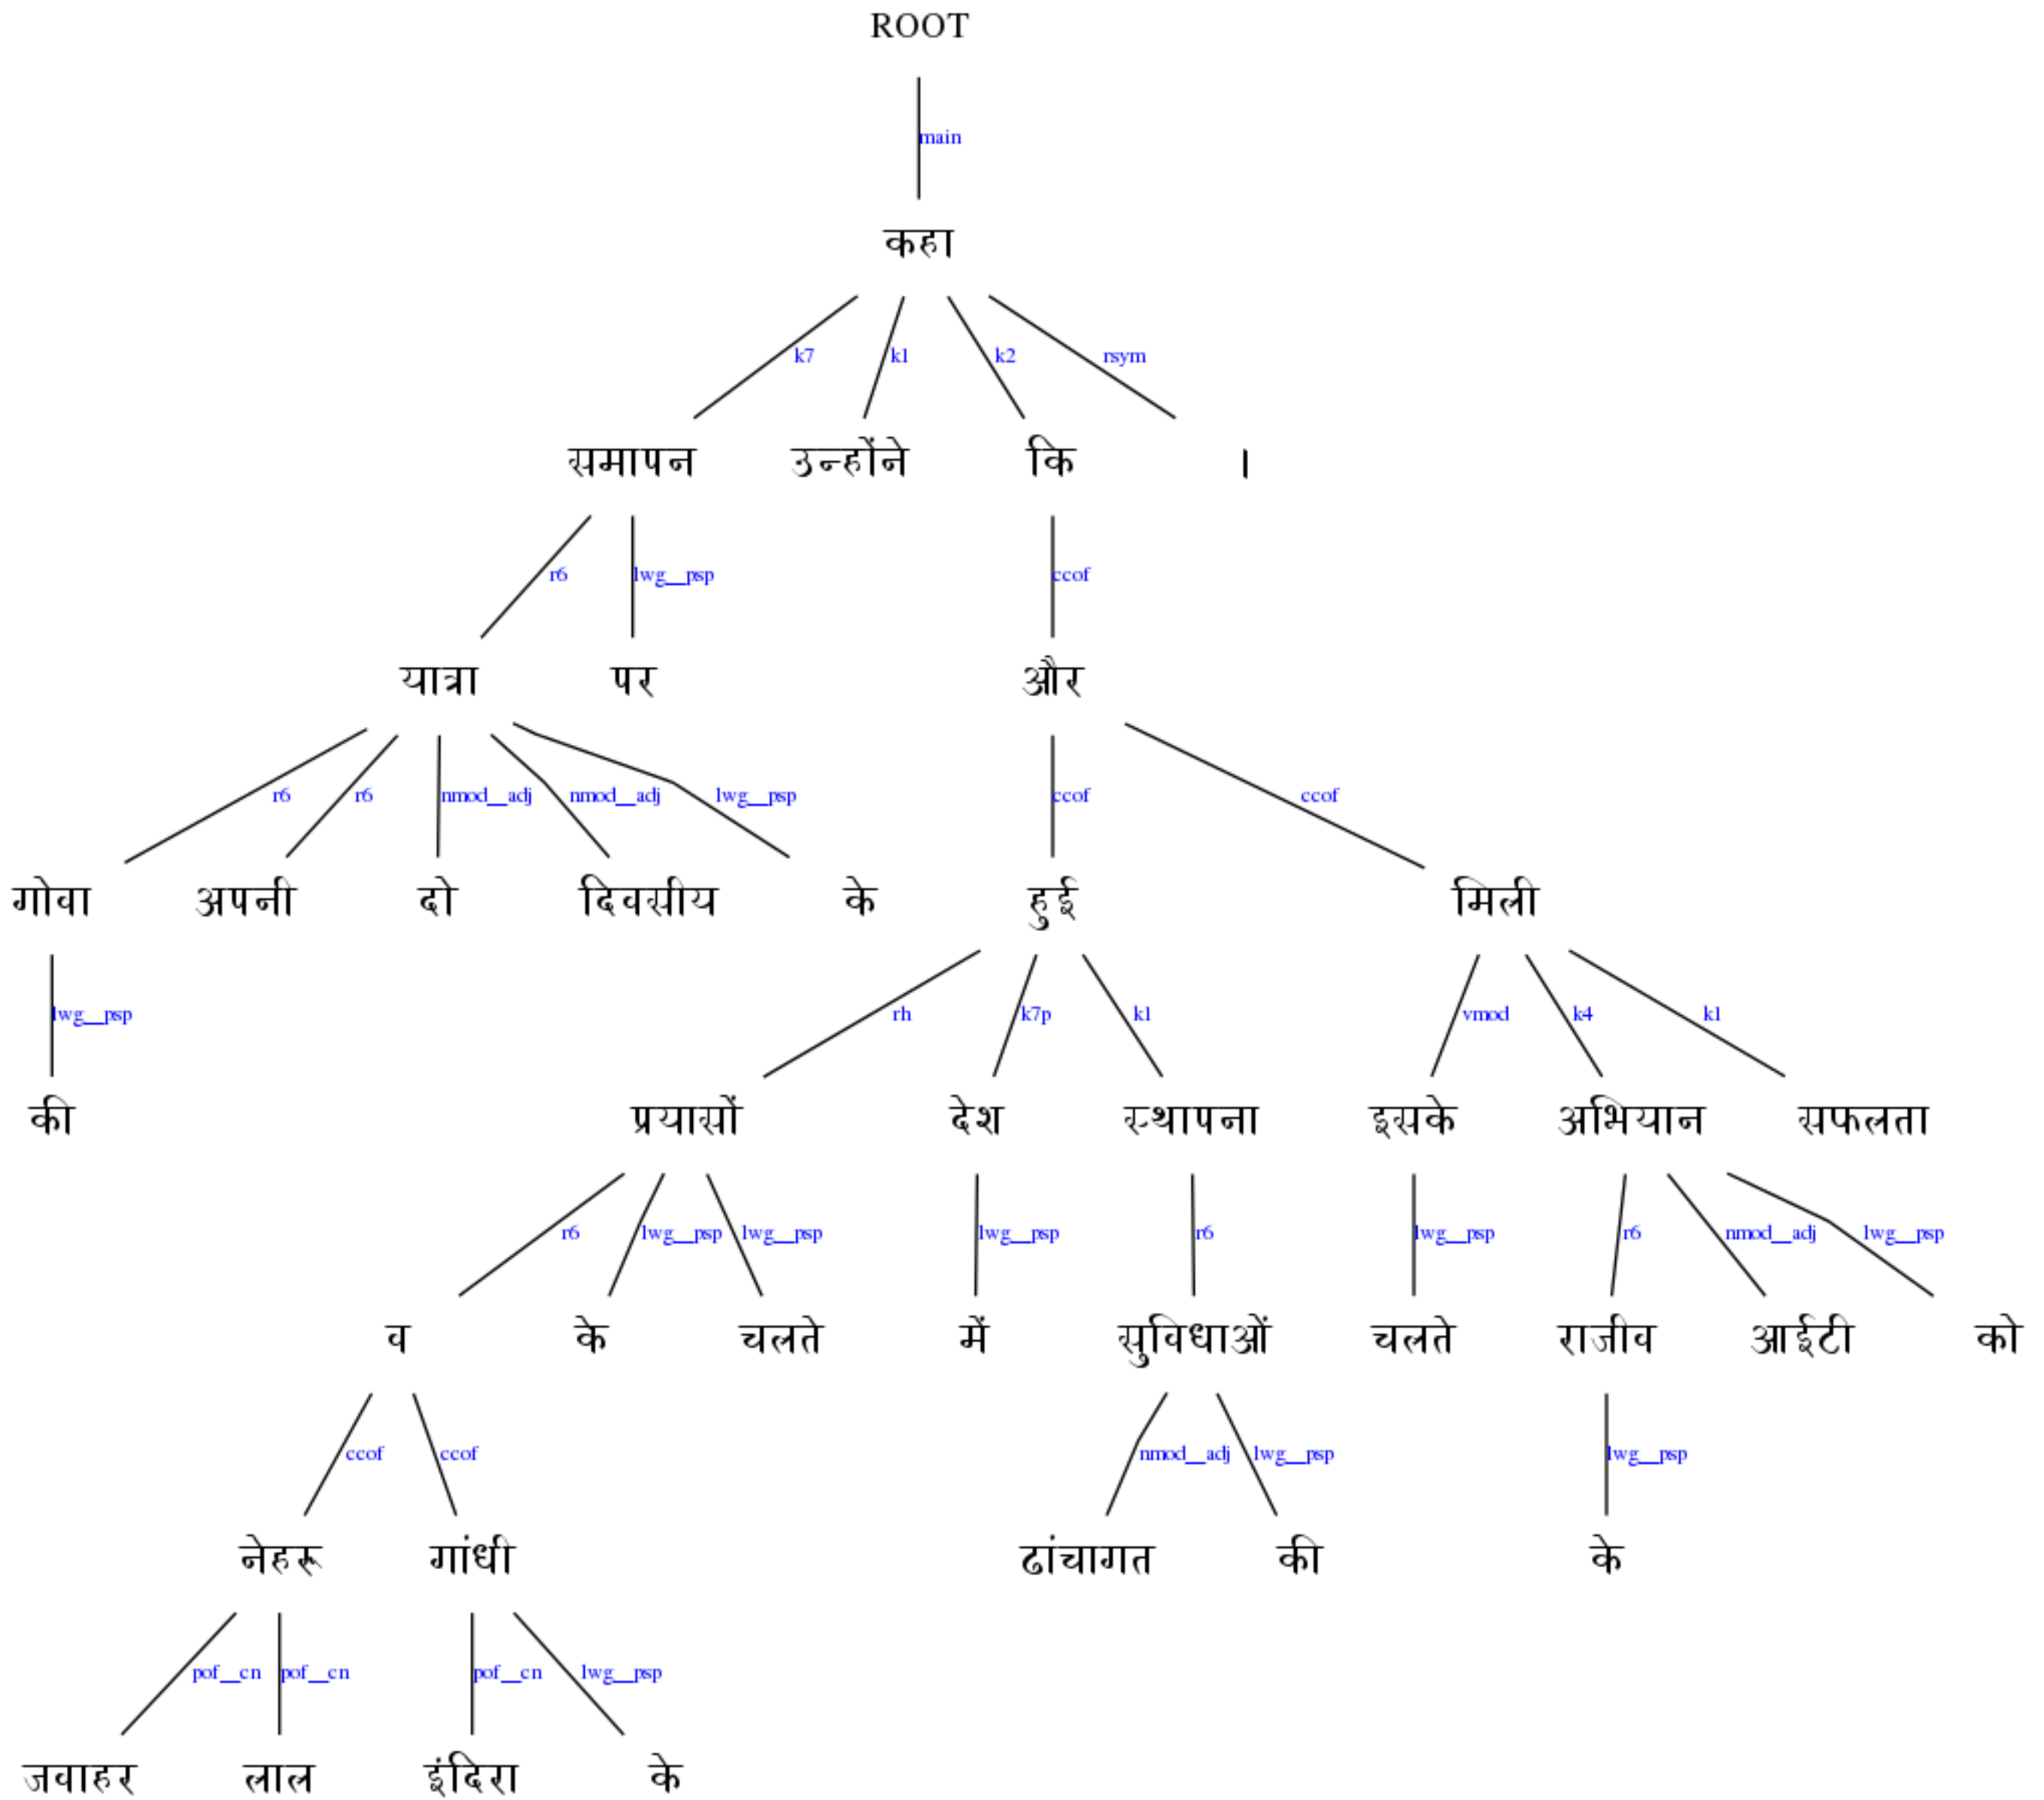 ROOT
main
कहा
k7 k1 k2 rsym
समापन उन्होंने कि ।
r6 lwg__psp ccof
यात्रा पर और
r6 r6 nmod__adj nmod__adj lwg__psp ccof ccof
गोवा अपनी दो दिवसीय के हुई मिली
lwg__psp rh k7p k1 vmod k4 k1
की प्रयासों देश स्थापना इसके अभियान सफलता
r6 lwg__psp lwg__psp lwg__psp r6 lwg__psp r6 nmod__adj lwg__psp
व के चलते में सुविधाओं चलते राजीव आईटी को
ccof ccof nmod__adj lwg__psp lwg__psp
नेहरू गांधी ढांचागत की के
pof__cn pof__cn pof__cn lwg__psp
जवाहर लाल इंदिरा के